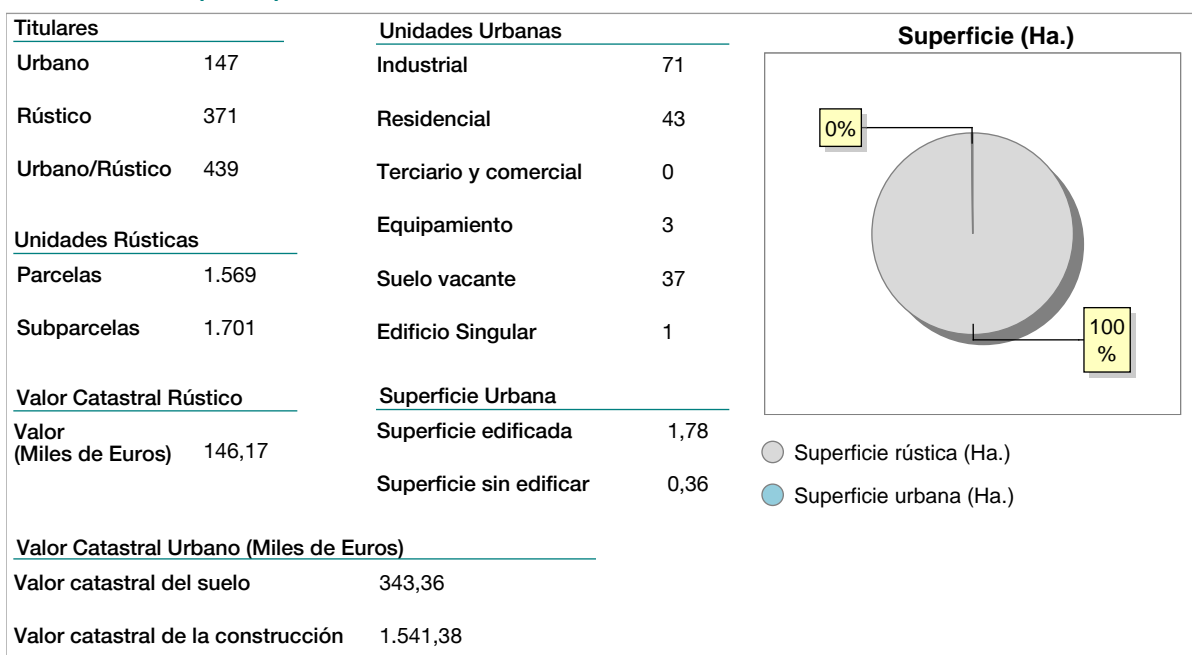 Titulares
Urbano 147
Rústico 371
Urbano/Rústico 439
Unidades Rústicas
Parcelas 1.569
Subparcelas 1.701
Valor Catastral Rústico
Valor
(Miles de Euros) 146,17
Unidades Urbanas
Industrial 71
Residencial 43
Terciario y comercial 0
Equipamiento 3
Suelo vacante 37
Edificio Singular 1
Superficie Urbana
Superficie edificada 1,78
Superficie sin edificar 0,36
Valor Catastral Urbano (Miles de Euros)
Valor catastral del suelo 343,36
Valor catastral de la construcción 1.541,38
Superficie (Ha.)
0%
100
%
Superficie rústica (Ha.)
Superficie urbana (Ha.)